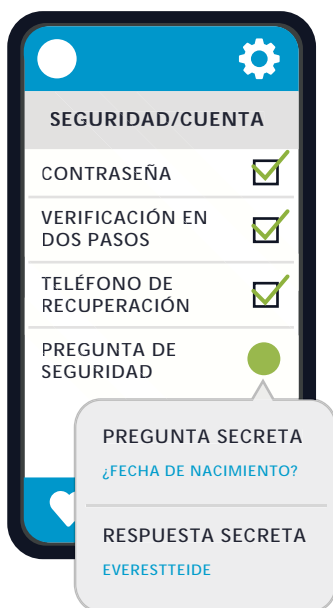 SEGURIDAD/CUENTA
CONTRASEÑA
VERIFICACIÓN EN
DOS PASOS
TELÉFONO DE
RECUPERACIÓN
PREGUNTA DE
SEGURIDAD
PREGUNTA SECRETA
¿FECHA DE NACIMIENTO?
RESPUESTA SECRETA
EVERESTTEIDE